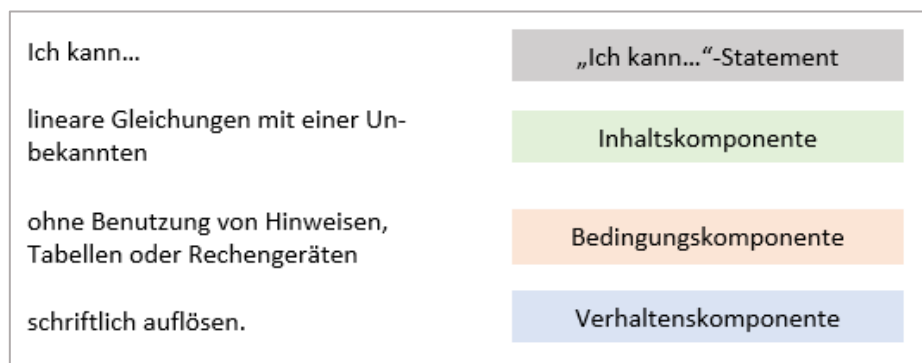 Ich kann…
„Ich kann…“-Statement
lineare Gleichungen mit einer Un-
bekannten
Inhaltskomponente
ohne Benutzung von Hinweisen,
Tabellen oder Rechengeräten
Bedingungskomponente
schriftlich auflösen.
Verhaltenskomponente